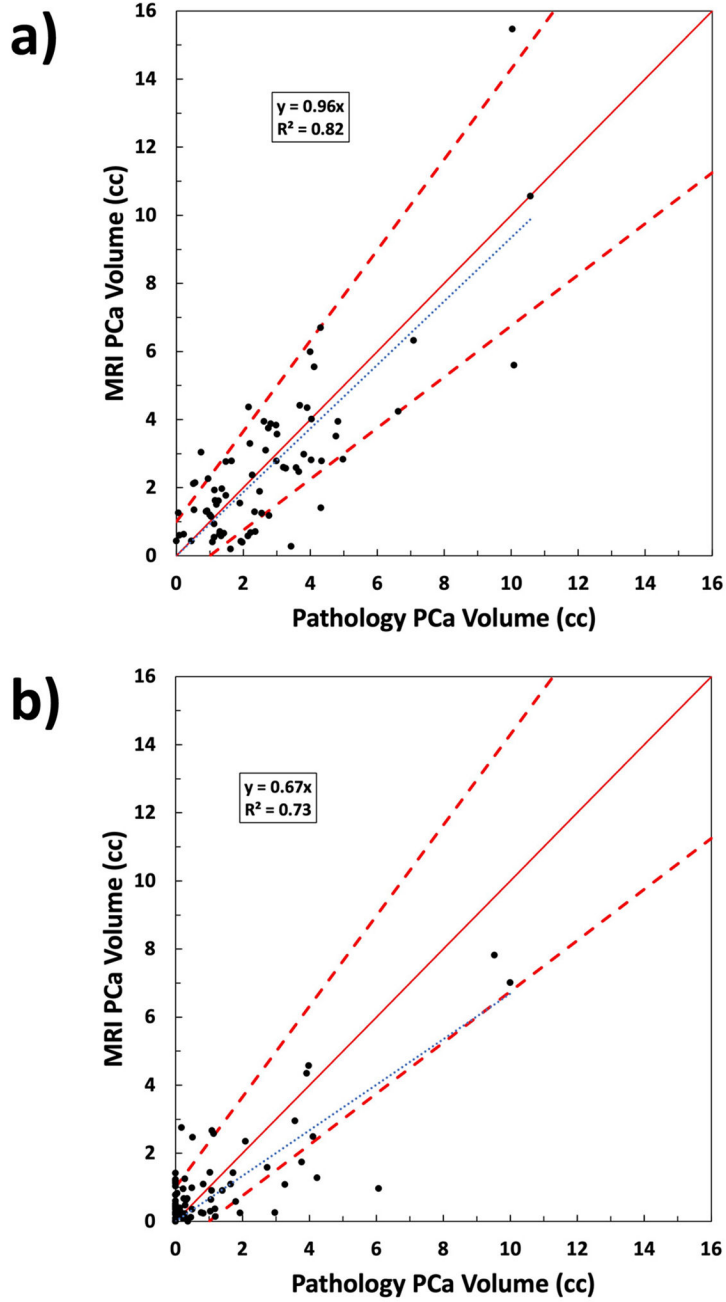 a)
16
14
12
10
8
6
4
2
0
MRI PCa Volume (cc)
y = 0.96x
R² = 0.82
0 2 4 6 8 10 12 14 16
Pathology PCa Volume (cc)
b)
16
14
12
10
8
6
4
2
0
MRI PCa Volume (cc)
y = 0.67x
R² = 0.73
0 2 4 6 8 10 12 14 16
Pathology PCa Volume (cc)